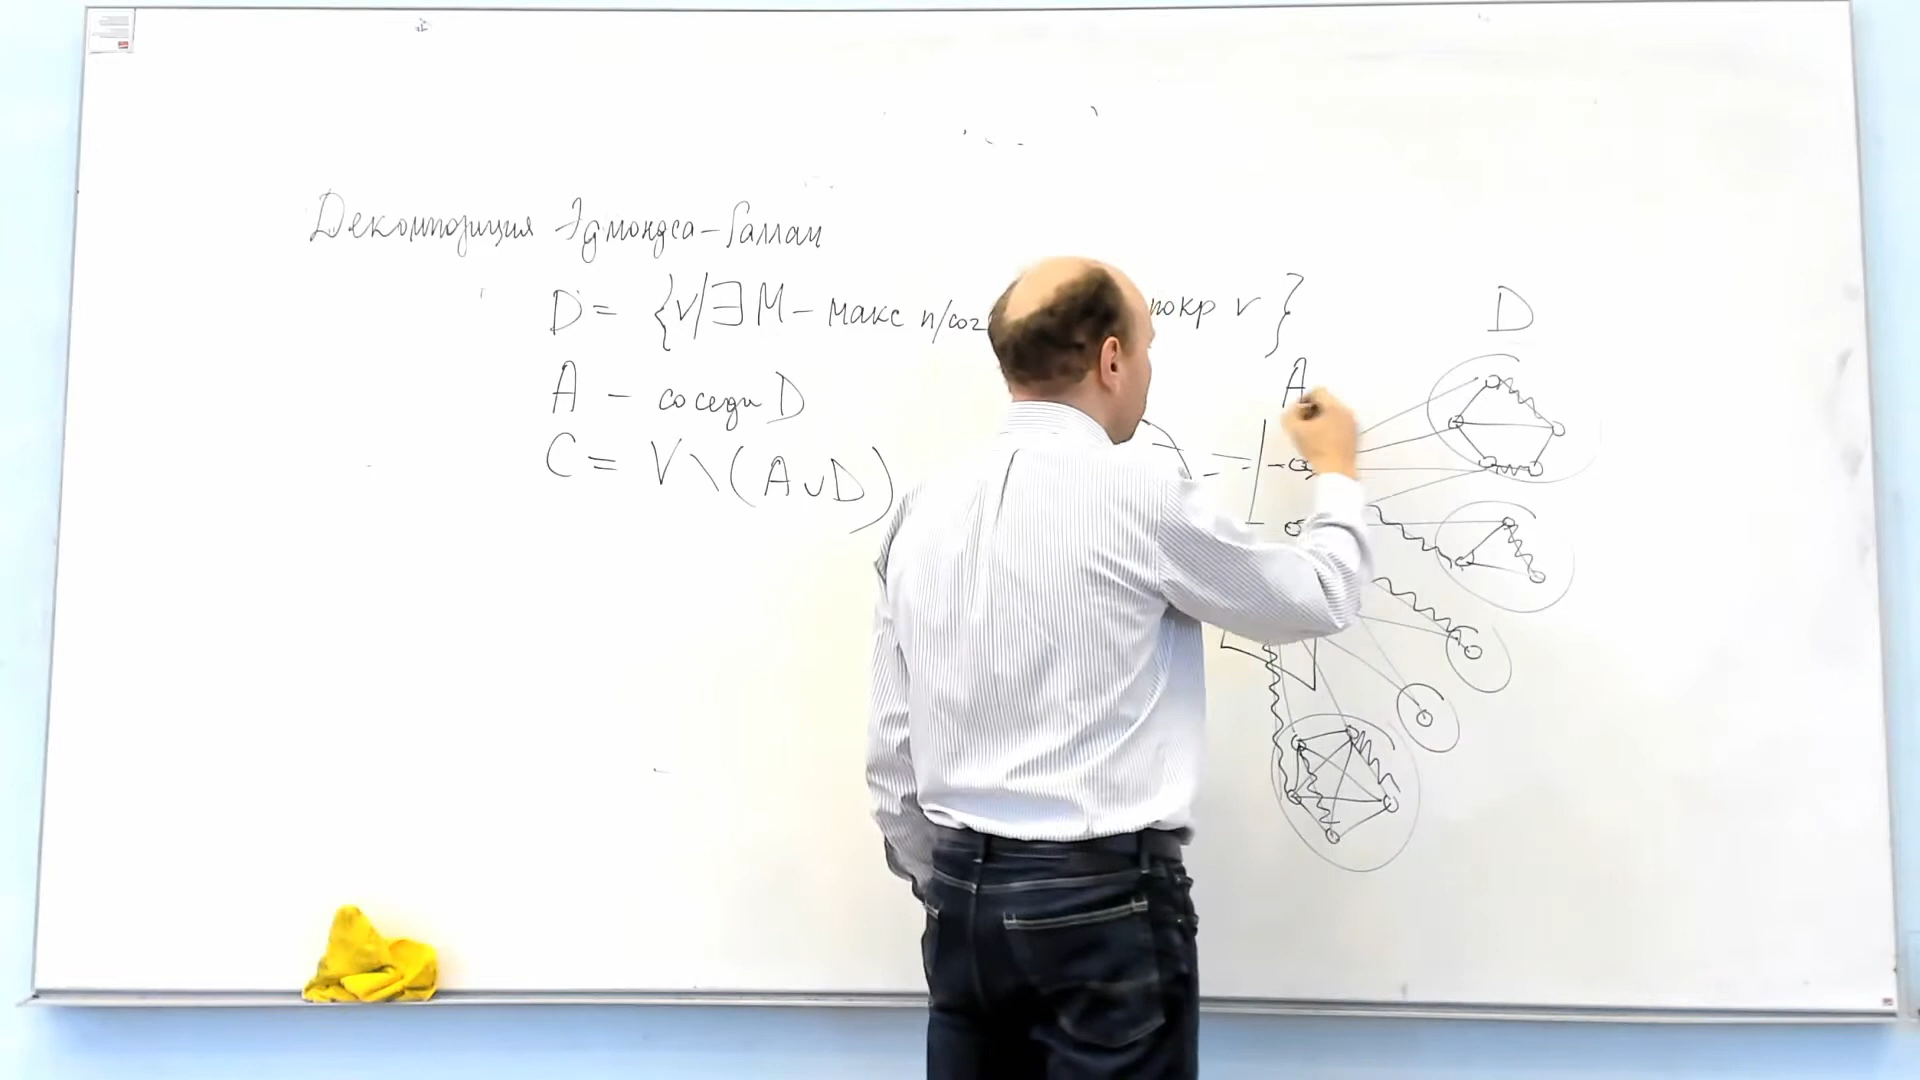 Декомпозиция Эдмондса-Галлаи
D = {v | ∃ M - макс п/соч покр v }
D
A - соседи D
A
C = V \ (A ∪ D)